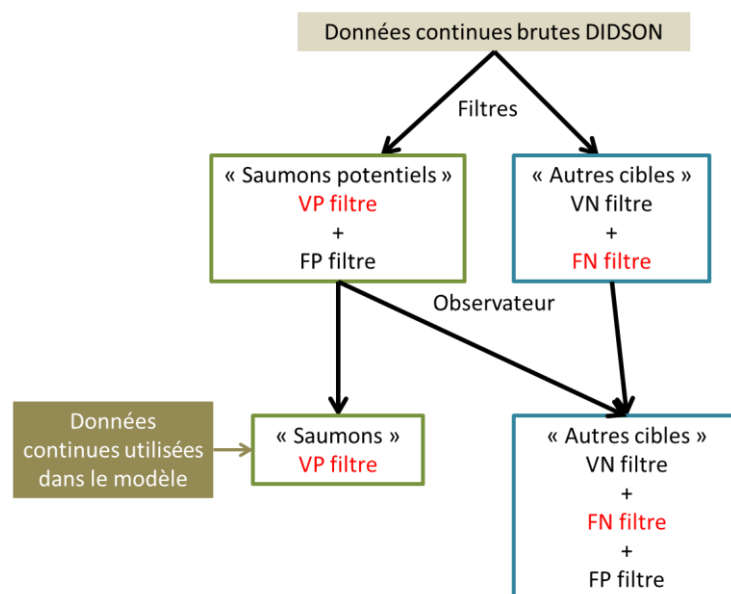 Données continues brutes DIDSON
Filtres
« Saumons potentiels »
VP filtre
+
FP filtre
« Autres cibles »
VN filtre
+
FN filtre
Observateur
Données
continues utilisées
dans le modèle
« Saumons »
VP filtre
« Autres cibles »
VN filtre
+
FN filtre
+
FP filtre